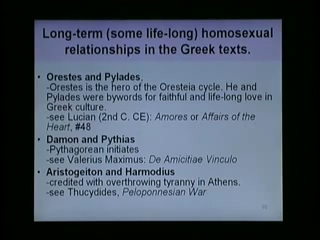 Long-term (some life-long) homosexual
relationships in the Greek texts.
• Orestes and Pylades,
-Orestes is the hero of the Oresteia cycle. He and
Pylades were bywords for faithful and life-long love in
Greek culture.
-see Lucian (2nd C. CE): Amores or Affairs of the
Heart, #48
• Damon and Pythias
-Pythagorean initiates
-see Valerius Maximus: De Amicitiae Vinculo
• Aristogeiton and Harmodius
-credited with overthrowing tyranny in Athens.
-see Thucydides, Peloponnesian War